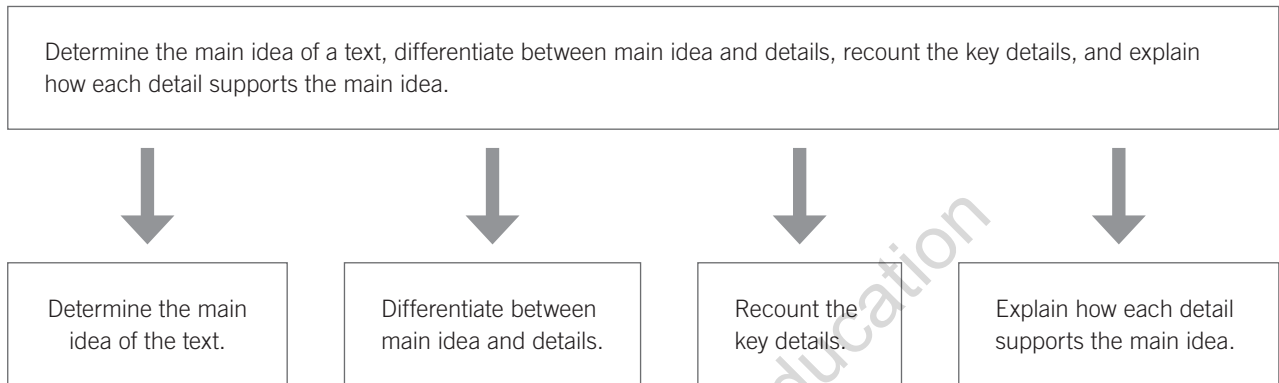 Determine the main idea of a text, differentiate between main idea and details, recount the key details, and explain
how each detail supports the main idea.
Determine the main
idea of the text.
Differentiate between
main idea and details.
Recount the
key details.
Explain how each detail
supports the main idea.
ducation